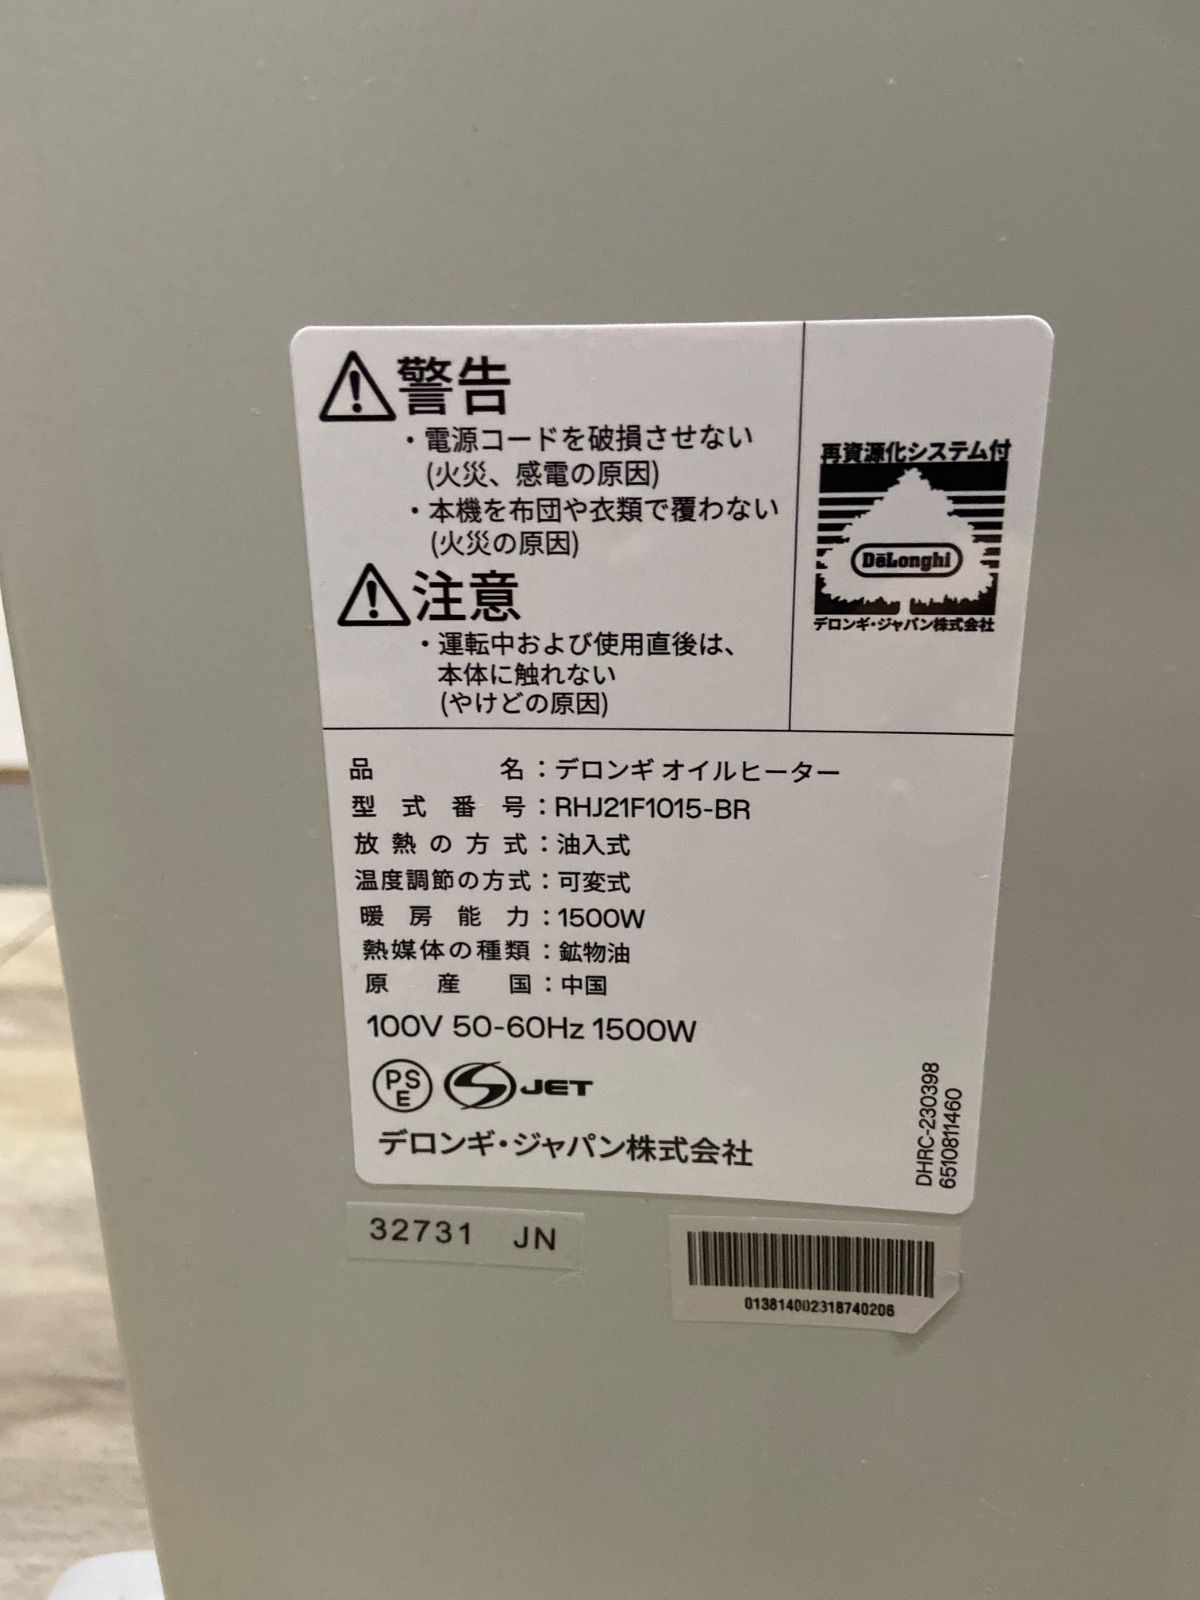 警告
・電源コードを破損させない
(火災、感電の原因)
・本機を布団や衣類で覆わない
(火災の原因)
注意
・運転中および使用直後は、
本体に触れない
(やけどの原因)
再資源化システム付
DēLonghi
デロンギ・ジャパン株式会社
品名：デロンギ オイルヒーター
型式番号：RHJ21F1015-BR
放熱の方式：油入式
温度調節の方式：可変式
暖房能力：1500W
熱媒体の種類：鉱物油
原産国：中国
100V 50-60Hz 1500W
PSE JET
デロンギ・ジャパン株式会社
DHRC-230398
6510811460
32731 JN
013814002318740206